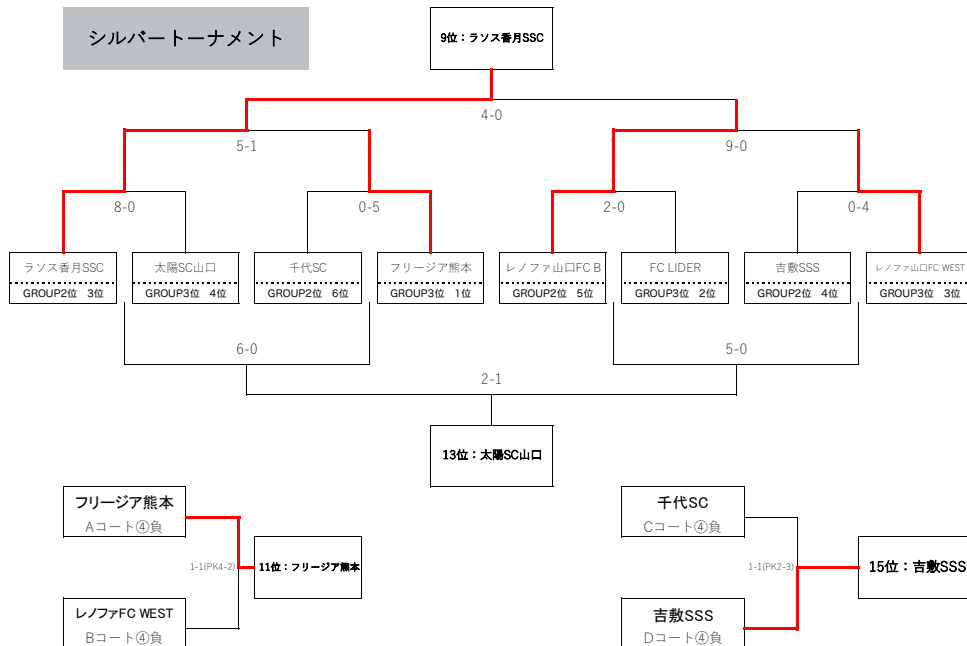 シルバートーナメント
9位：ラソス香月SSC
4-0
5-1
9-0
8-0
0-5
2-0
0-4
ラソス香月SSC
太陽SC山口
千代SC
フリージア熊本
レノファ山口FC B
FC LIDER
吉敷SSS
レノファ山口FC WEST
GROUP2位 3位
GROUP3位 4位
GROUP2位 6位
GROUP3位 1位
GROUP2位 5位
GROUP3位 2位
GROUP2位 4位
GROUP3位 3位
6-0
5-0
2-1
13位：太陽SC山口
フリージア熊本
Aコート④負
1-1(PK4-2)
11位：フリージア熊本
レノファFC WEST
Bコート④負
千代SC
Cコート④負
1-1(PK2-3)
15位：吉敷SSS
吉敷SSS
Dコート④負